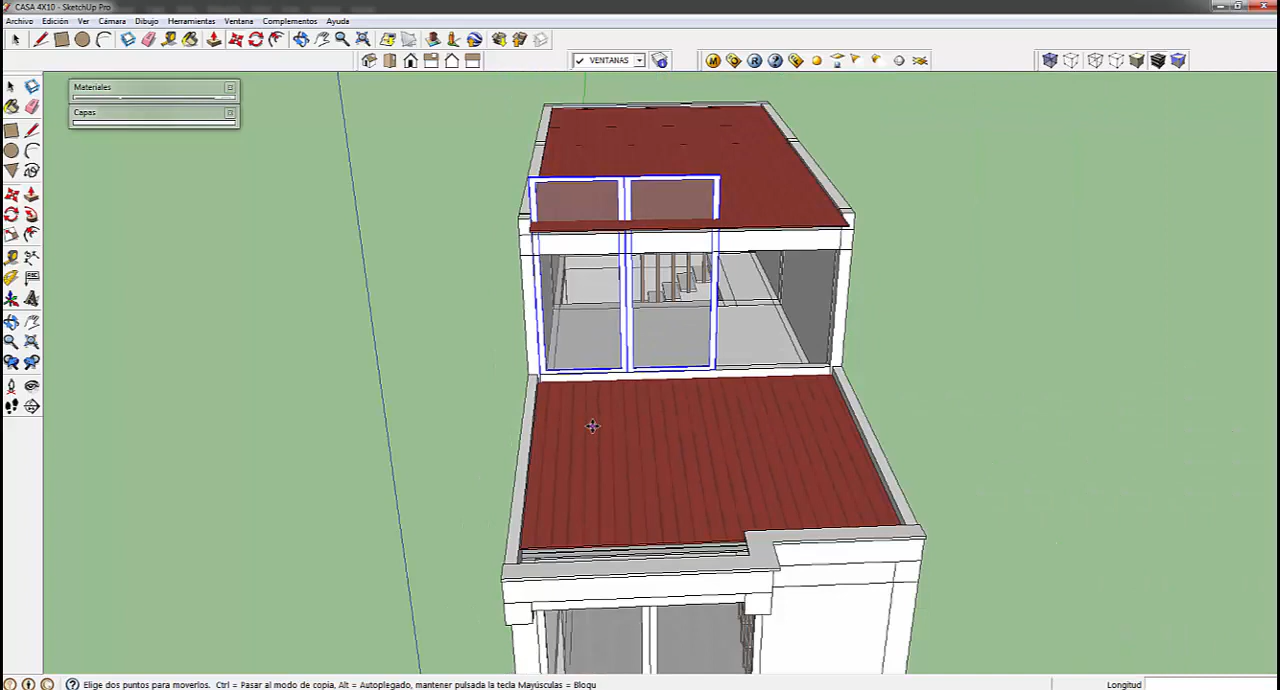 CASA 4X10 - SketchUp Pro
Archivo Edición Ver Cámara Dibujo Herramientas Ventana Complementos Ayuda
VENTANAS
Materiales
Capas
Elige dos puntos para moverlos. Ctrl = Pasar al modo de copia, Alt = Autoplegado, mantener pulsada la tecla Mayúsculas = Bloqu
Longitud